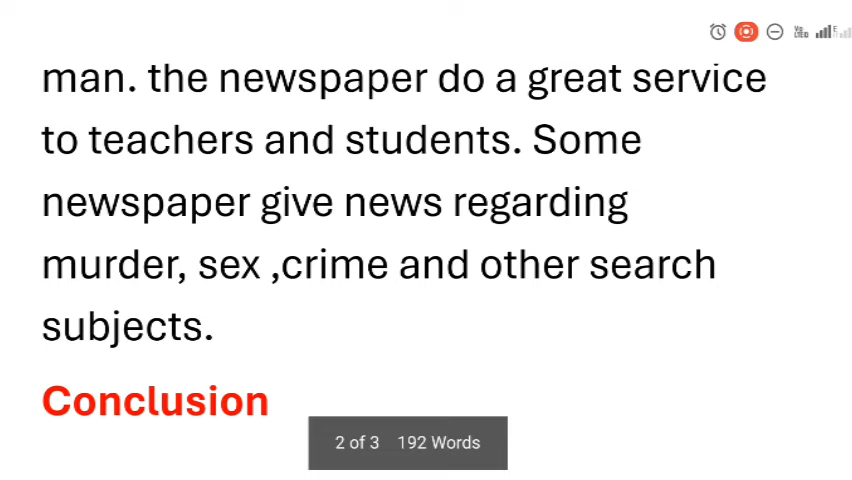 man. the newspaper do a great service
to teachers and students. Some
newspaper give news regarding
murder, sex ,crime and other search
subjects.
Conclusion
2 of 3 192 Words